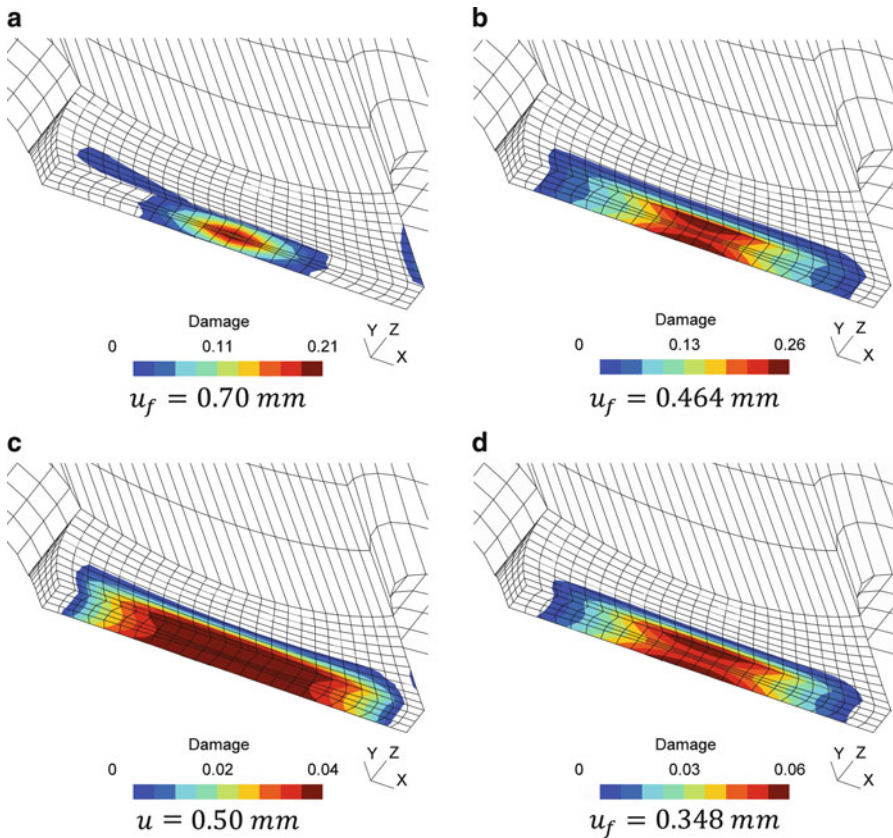 a
Damage
0 0.11 0.21
Y Z
X
u_f = 0.70 mm
b
Damage
0 0.13 0.26
Y Z
X
u_f = 0.464 mm
c
Damage
0 0.02 0.04
Y Z
X
u = 0.50 mm
d
Damage
0 0.03 0.06
Y Z
X
u_f = 0.348 mm